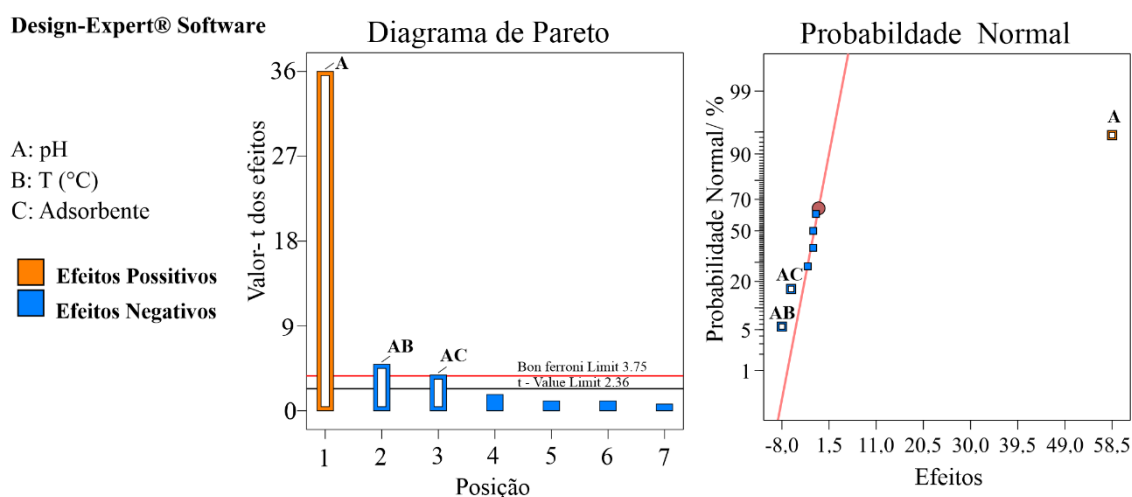 Design-Expert® Software
A: pH
B: T (°C)
C: Adsorbente
Efeitos Possitivos
Efeitos Negativos
Diagrama de Pareto
Valor- t dos efeitos
36
27
18
9
0
A
AB
AC
Bon ferroni Limit 3.75
t - Value Limit 2.36
1 2 3 4 5 6 7
Posição
Probabildade Normal
Probabilidade Normal/ %
99
90
70
50
20
5
1
A
AC
AB
-8,0 1,5 11,0 20,5 30,0 39,5 49,0 58,5
Efeitos